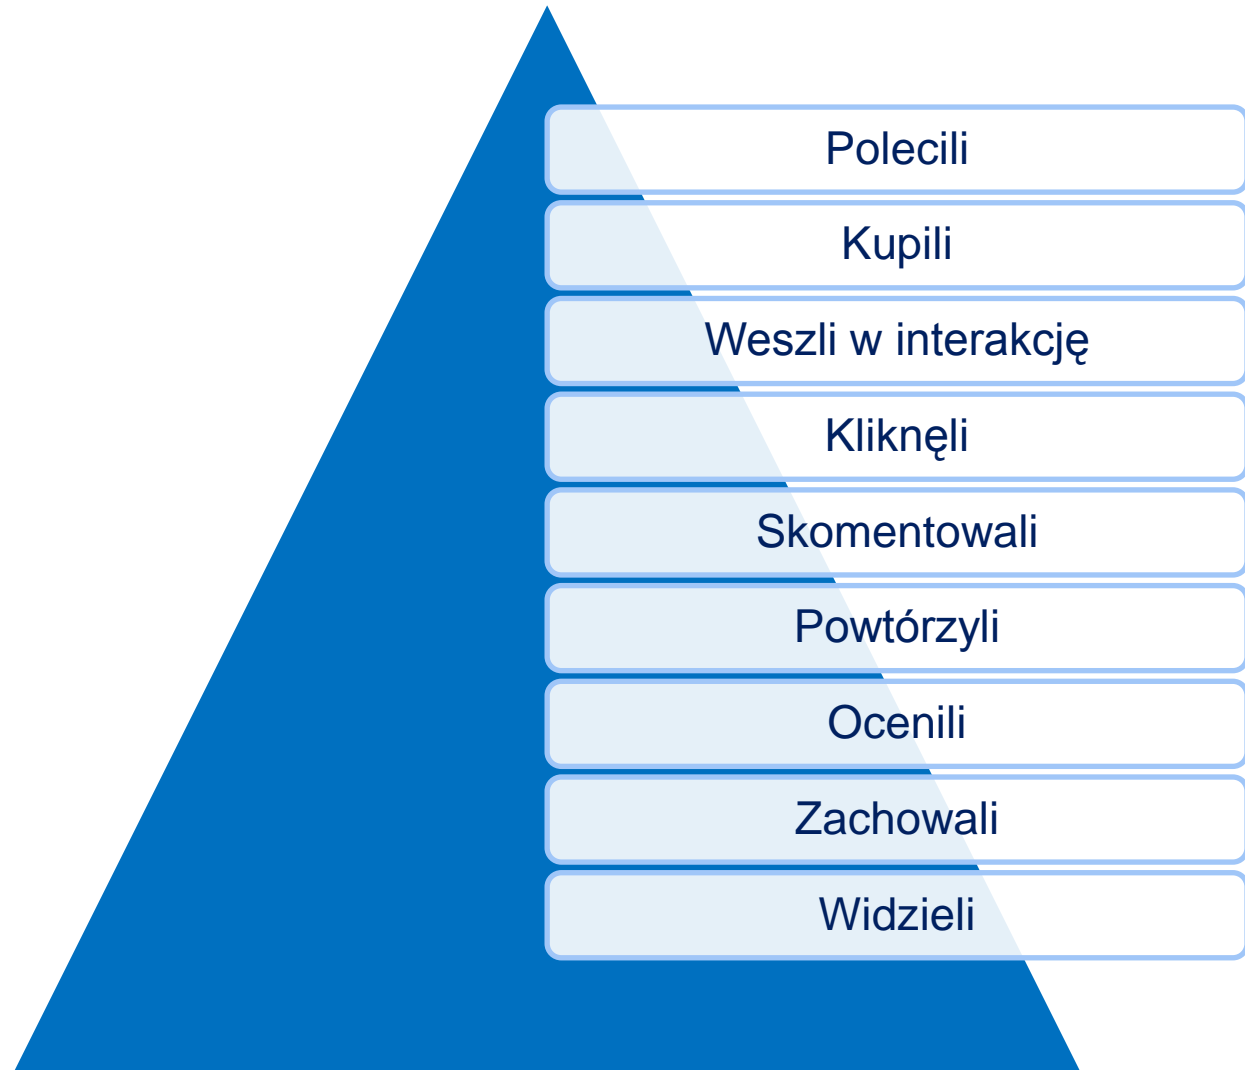 Polecili
Kupili
Weszli w interakcję
Kliknęli
Skomentowali
Powtórzyli
Ocenili
Zachowali
Widzieli